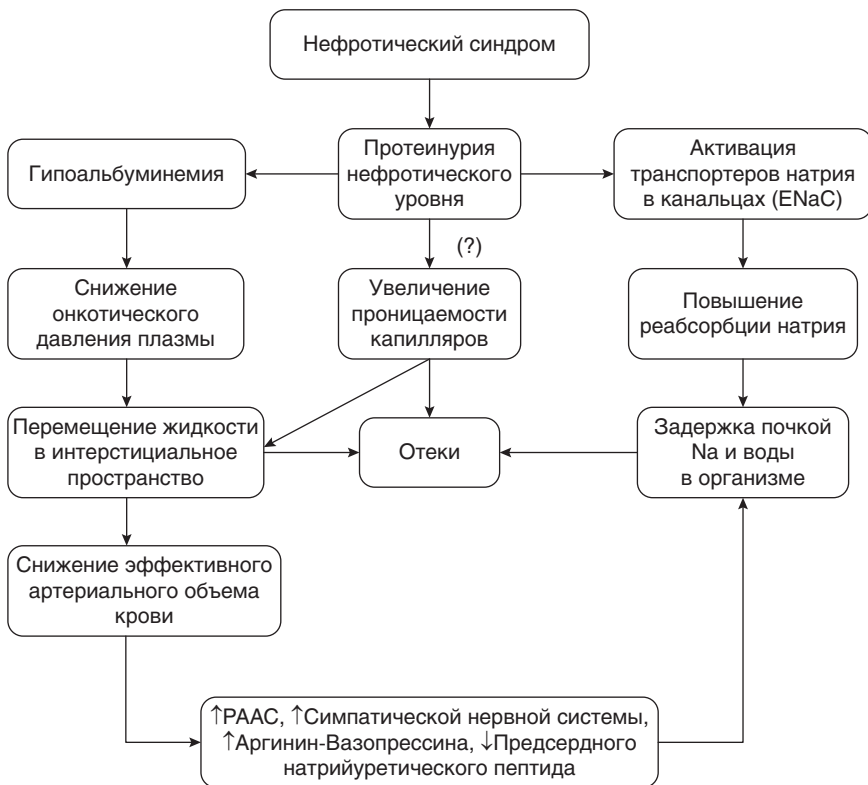 Нефротический синдром
Гипоальбуминемия
Протеинурия
нефротического
уровня
Активация
транспортеров натрия
в канальцах (ENaC)
(?)
Снижение
онкотического
давления плазмы
Увеличение
проницаемости
капилляров
Повышение
реабсорбции натрия
Перемещение жидкости
в интерстициальное
пространство
Отеки
Задержка почкой
Na и воды
в организме
Снижение эффективного
артериального объема
крови
↑РААС, ↑Симпатической нервной системы,
↑Аргинин-Вазопрессина, ↓Предсердного
натрийуретического пептида